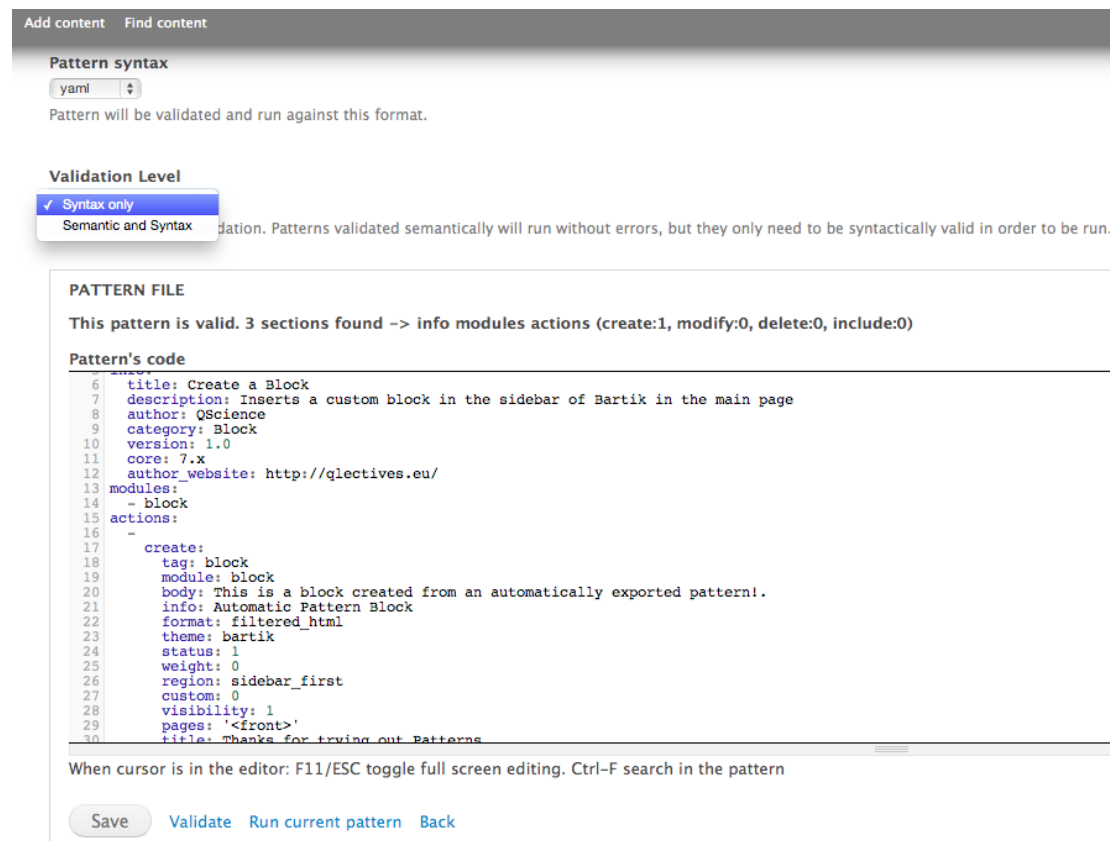 Add content Find content
Pattern syntax
yaml
Pattern will be validated and run against this format.
Validation Level
✓ Syntax only
Semantic and Syntax
dation. Patterns validated semantically will run without errors, but they only need to be syntactically valid in order to be run.
PATTERN FILE
This pattern is valid. 3 sections found -> info modules actions (create:1, modify:0, delete:0, include:0)
Pattern's code
5 info:
6 title: Create a Block
7 description: Inserts a custom block in the sidebar of Bartik in the main page
8 author: QScience
9 category: Block
10 version: 1.0
11 core: 7.x
12 author_website: http://qlectives.eu/
13 modules:
14 - block
15 actions:
16 -
17 create:
18 tag: block
19 module: block
20 body: This is a block created from an automatically exported pattern!.
21 info: Automatic Pattern Block
22 format: filtered_html
23 theme: bartik
24 status: 1
25 weight: 0
26 region: sidebar_first
27 custom: 0
28 visibility: 1
29 pages: '<front>'
30 title: Thanks for trying out Patterns
When cursor is in the editor: F11/ESC toggle full screen editing. Ctrl-F search in the pattern
Save Validate Run current pattern Back